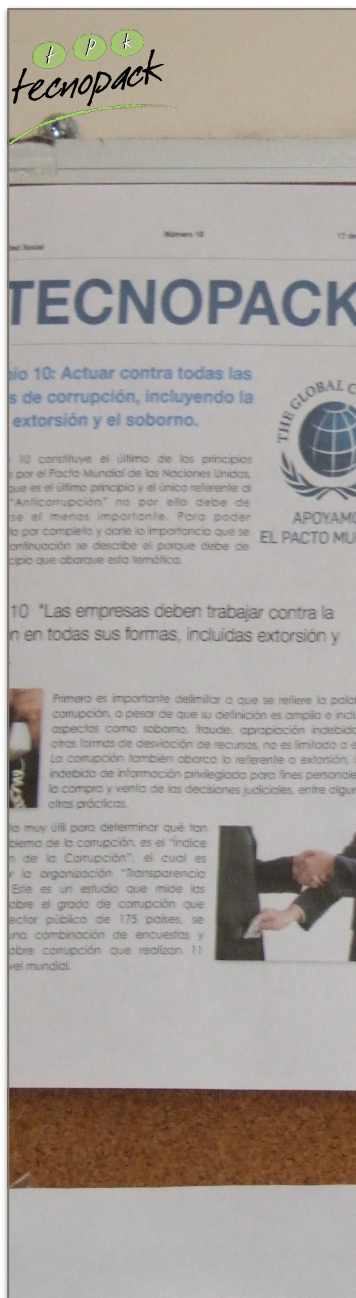 t p k
tecnopack
Número 10
17 de
dad Social
TECNOPACK
pio 10: Actuar contra todas las
s de corrupción, incluyendo la
extorsión y el soborno.
THE GLOBAL C
APOYAMO
EL PACTO MU
10 constituye el último de los principios
s por el Pacto Mundial de las Naciones Unidas,
que es el último principio y el único referente al
"Anticorrupción" no por ello debe de
se el menos importante. Para poder
lo por completo y darle la importancia que se
ontinuación se describe el porque debe de
cipio que abarque esta temática.
10 "Las empresas deben trabajar contra la
n en todas sus formas, incluidas extorsión y
Primero es importante delimitar a que se refiere la pala
corrupción, a pesar de que su definición es amplia e inclu
aspectos como soborno, fraude, apropiación indebida
otras formas de desviación de recursos, no es limitado a e
La corrupción también abarca lo referente a extorsión,
indebido de información privilegiada para fines personale
la compra y venta de las decisiones judiciales, entre algun
otras prácticas.
ta muy útil para determinar qué tan
blema de la corrupción, es el "Índice
n de la Corrupción", el cual es
r la organización "Transparencia
Este es un estudio que mide las
obre el grado de corrupción que
ector público de 175 países, se
una combinación de encuestas y
obre corrupción que realizan 11
vel mundial.